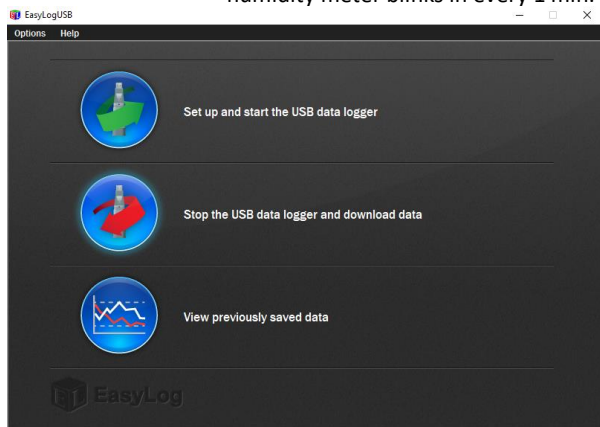 humidity meter blinks in every 1 min.
EasyLogUSB
Options Help
Set up and start the USB data logger
Stop the USB data logger and download data
View previously saved data
EasyLog